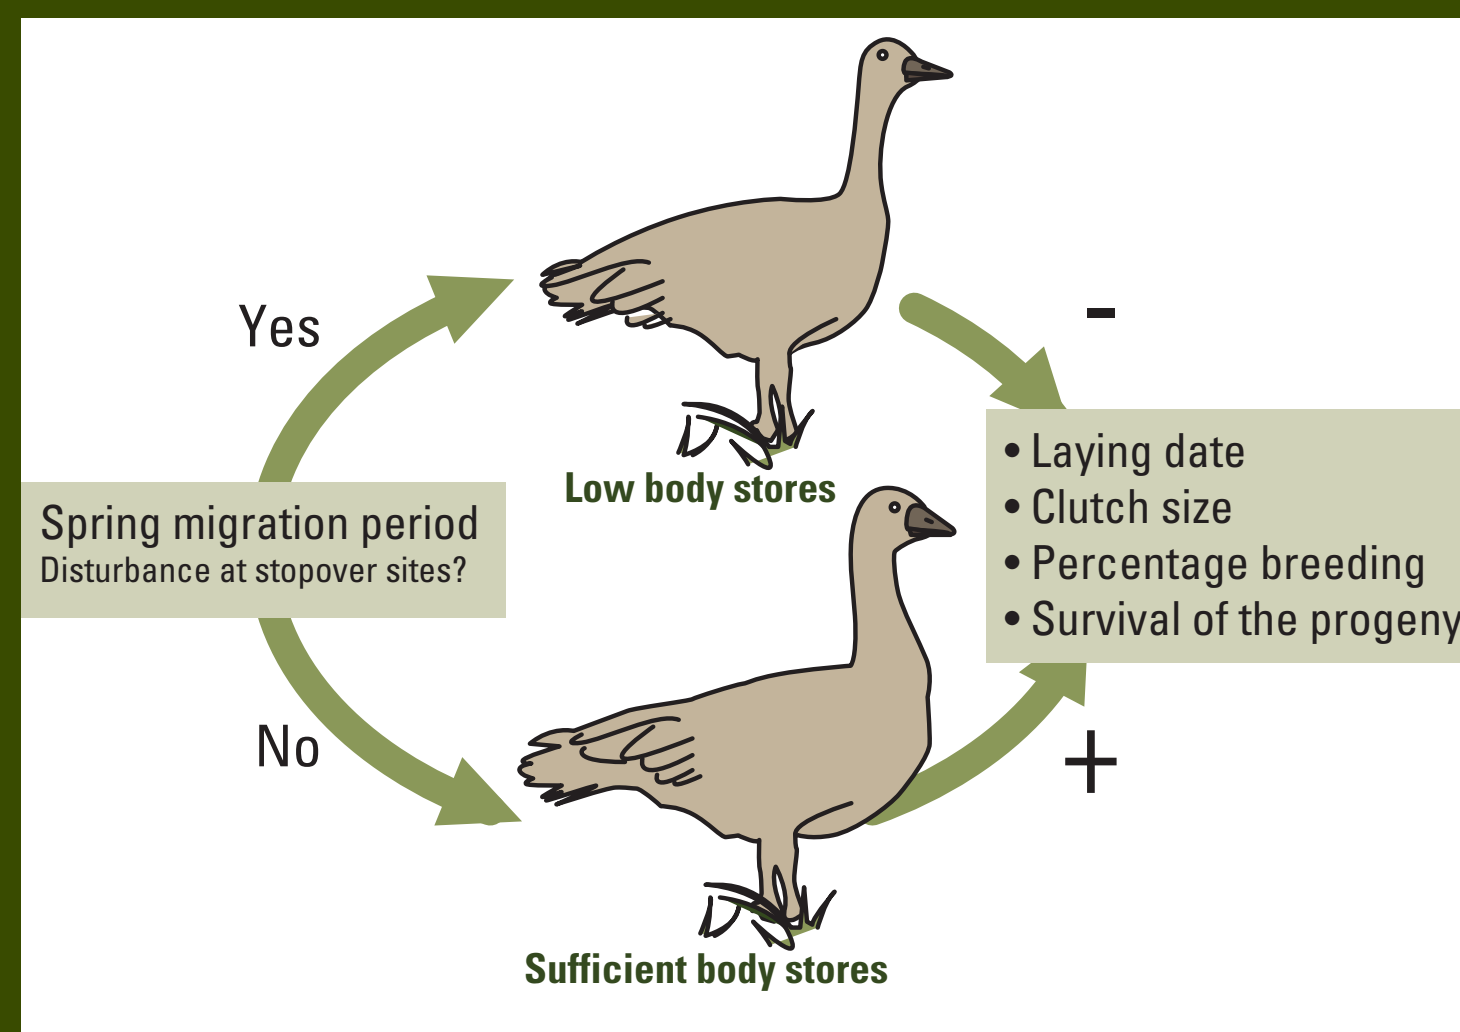 Yes
-
Low body stores
Spring migration period
Disturbance at stopover sites?
• Laying date
• Clutch size
• Percentage breeding
• Survival of the progeny
No
+
Sufficient body stores